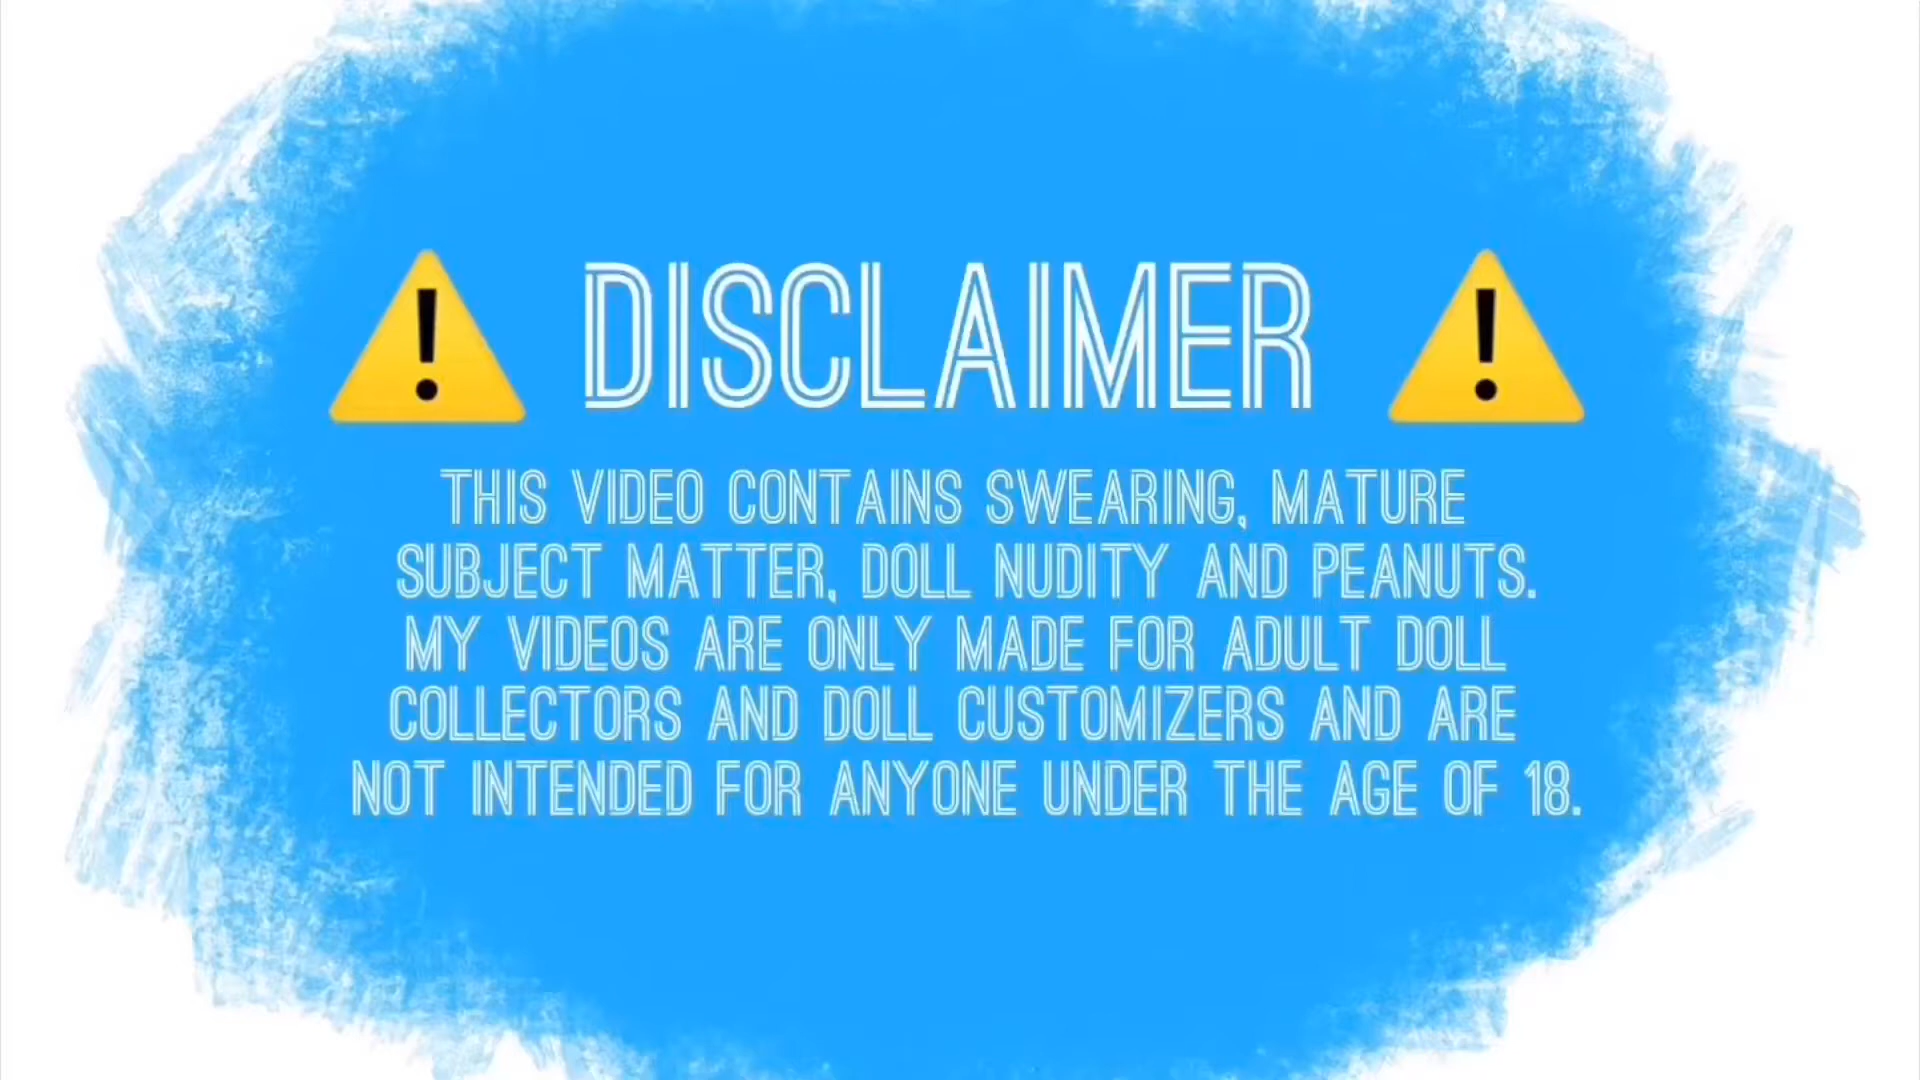 DISCLAIMER
THIS VIDEO CONTAINS SWEARING, MATURE
SUBJECT MATTER, DOLL NUDITY AND PEANUTS.
MY VIDEOS ARE ONLY MADE FOR ADULT DOLL
COLLECTORS AND DOLL CUSTOMIZERS AND ARE
NOT INTENDED FOR ANYONE UNDER THE AGE OF 18.